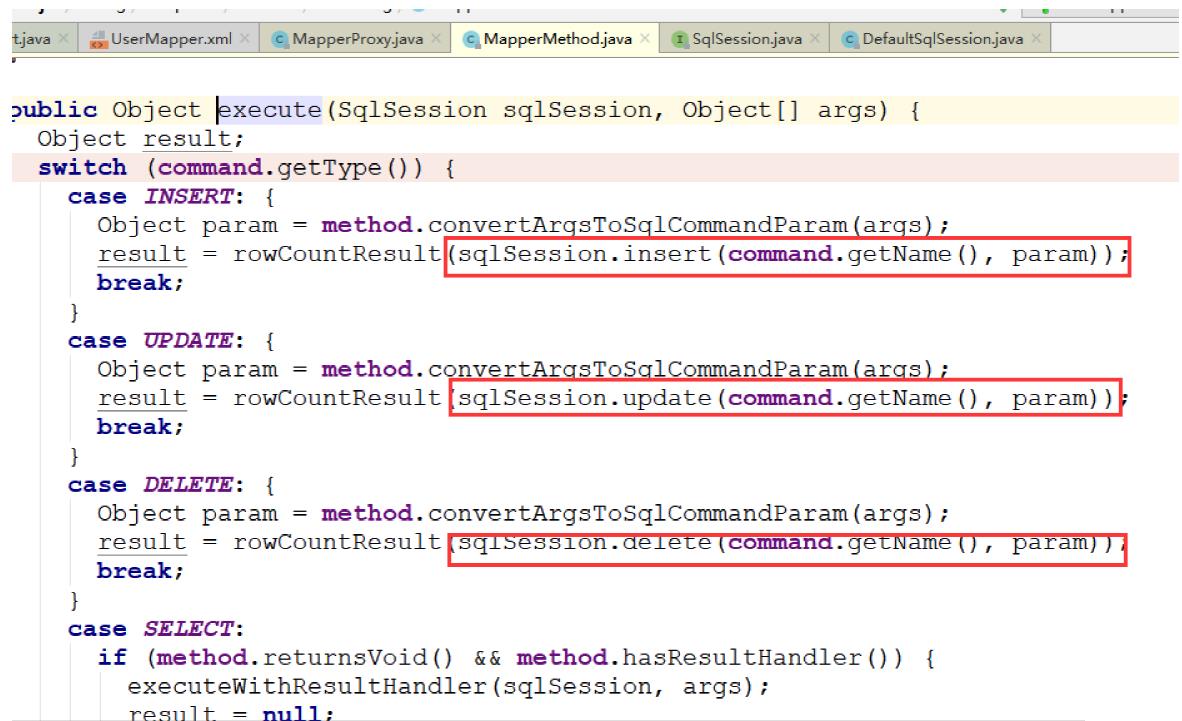 t.java UserMapper.xml MapperProxy.java MapperMethod.java SqlSession.java DefaultSqlSession.java
public Object execute(SqlSession sqlSession, Object[] args) {
Object result;
switch (command.getType()) {
case INSERT: {
Object param = method.convertArgsToSqlCommandParam(args);
result = rowCountResult(sqlSession.insert(command.getName(), param));
break;
}
case UPDATE: {
Object param = method.convertArgsToSqlCommandParam(args);
result = rowCountResult(sqlSession.update(command.getName(), param));
break;
}
case DELETE: {
Object param = method.convertArgsToSqlCommandParam(args);
result = rowCountResult(sqlSession.delete(command.getName(), param));
break;
}
case SELECT:
if (method.returnsVoid() && method.hasResultHandler()) {
executeWithResultHandler(sqlSession, args);
result = null;